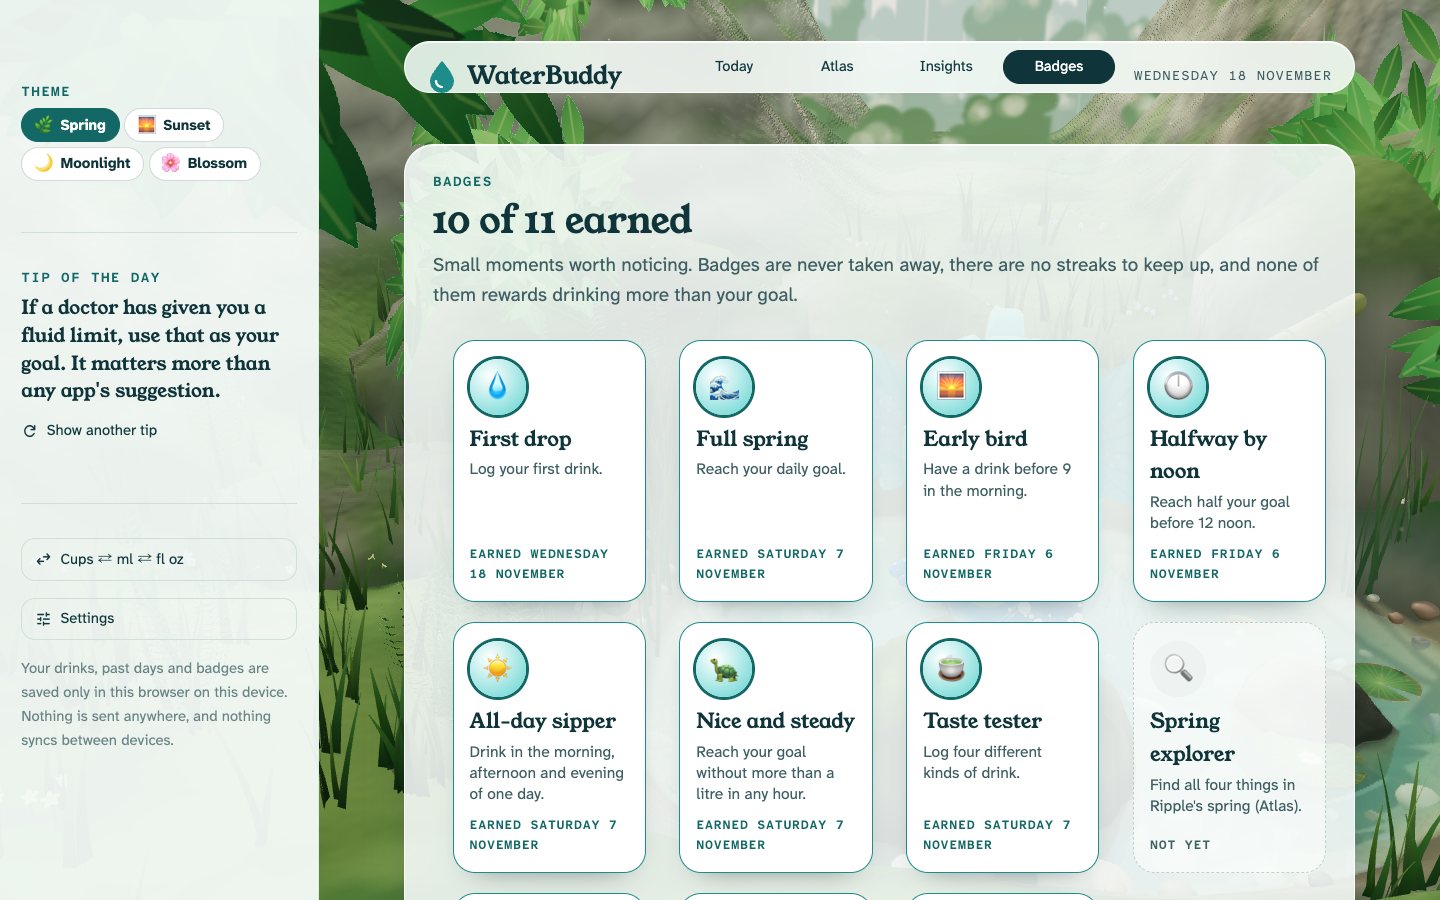 THEME
Spring
Sunset
Moonlight
Blossom
TIP OF THE DAY
If a doctor has given you a
fluid limit, use that as your
goal. It matters more than
any app's suggestion.
Show another tip
Cups ⇄ ml ⇄ fl oz
Settings
Your drinks, past days and badges are
saved only in this browser on this device.
Nothing is sent anywhere, and nothing
syncs between devices.
WaterBuddy
Today
Atlas
Insights
Badges
WEDNESDAY 18 NOVEMBER
BADGES
10 of 11 earned
Small moments worth noticing. Badges are never taken away, there are no streaks to keep up, and none of
them rewards drinking more than your goal.
First drop
Log your first drink.
EARNED WEDNESDAY
18 NOVEMBER
Full spring
Reach your daily goal.
EARNED SATURDAY 7
NOVEMBER
Early bird
Have a drink before 9
in the morning.
EARNED FRIDAY 6
NOVEMBER
Halfway by
noon
Reach half your goal
before 12 noon.
EARNED FRIDAY 6
NOVEMBER
All-day sipper
Drink in the morning,
afternoon and evening
of one day.
EARNED SATURDAY 7
NOVEMBER
Nice and steady
Reach your goal
without more than a
litre in any hour.
EARNED SATURDAY 7
NOVEMBER
Taste tester
Log four different
kinds of drink.
EARNED SATURDAY 7
NOVEMBER
Spring
explorer
Find all four things in
Ripple's spring (Atlas).
NOT YET